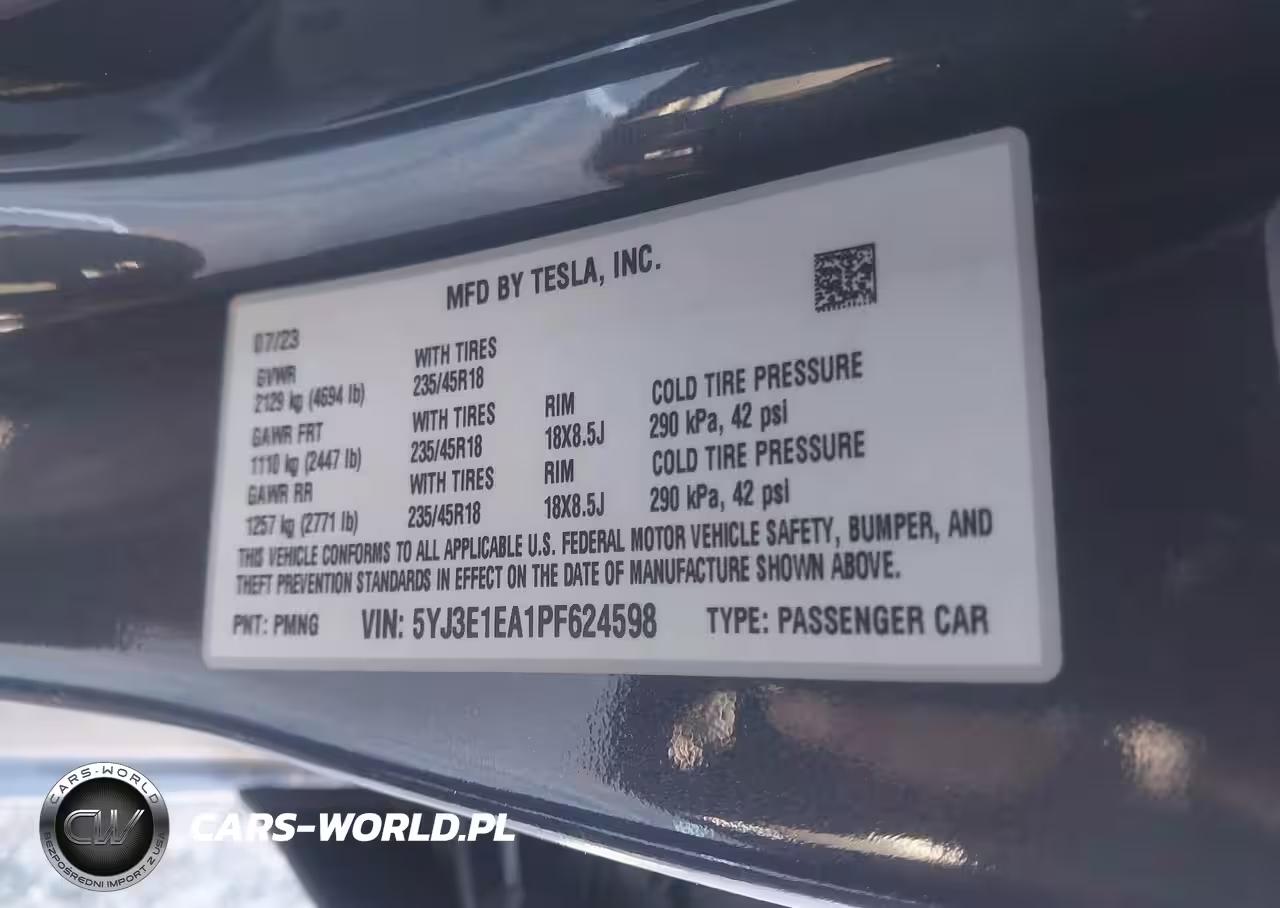 MFD BY TESLA, INC.
07/23
GVWR WITH TIRES
2129 kg (4694 lb) 235/45R18
GAWR FRT WITH TIRES RIM COLD TIRE PRESSURE
1110 kg (2447 lb) 235/45R18 18X8.5J 290 kPa, 42 psi
GAWR RR WITH TIRES RIM COLD TIRE PRESSURE
1257 kg (2771 lb) 235/45R18 18X8.5J 290 kPa, 42 psi
THIS VEHICLE CONFORMS TO ALL APPLICABLE U.S. FEDERAL MOTOR VEHICLE SAFETY, BUMPER, AND
THEFT PREVENTION STANDARDS IN EFFECT ON THE DATE OF MANUFACTURE SHOWN ABOVE.
PNT: PMNG VIN: 5YJ3E1EA1PF624598 TYPE: PASSENGER CAR
CARS-WORLD
CW
BEZPOŚREDNI IMPORT Z USA
CARS-WORLD.PL